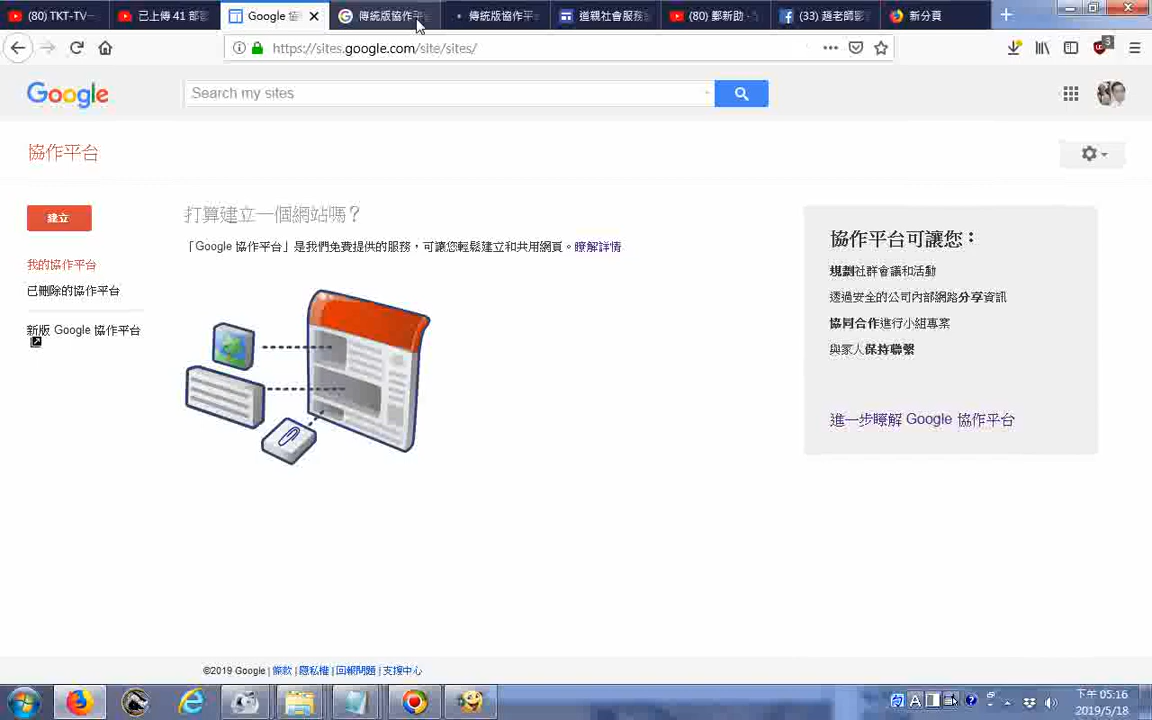 (80) TKT-TV-
已上傳 41 部
Google 協
傳統版協作平
傳統版協作平
道親社會服務
(80) 鄭新助 -
(33) 趙老師
新分頁
https://sites.google.com/site/sites/
3
Google
Search my sites
協作平台
建立
打算建立一個網站嗎？
「Google 協作平台」是我們免費提供的服務，可讓您輕鬆建立和共用網頁。瞭解詳情
我的協作平台
已刪除的協作平台
新版 Google 協作平台
協作平台可讓您：
規劃社群會議和活動
透過安全的公司內部網路分享資訊
協同合作進行小組專案
與家人保持聯繫
進一步瞭解 Google 協作平台
©2019 Google | 條款 | 隱私權 | 回報問題 | 支援中心
A
下午 05:16
2019/5/18